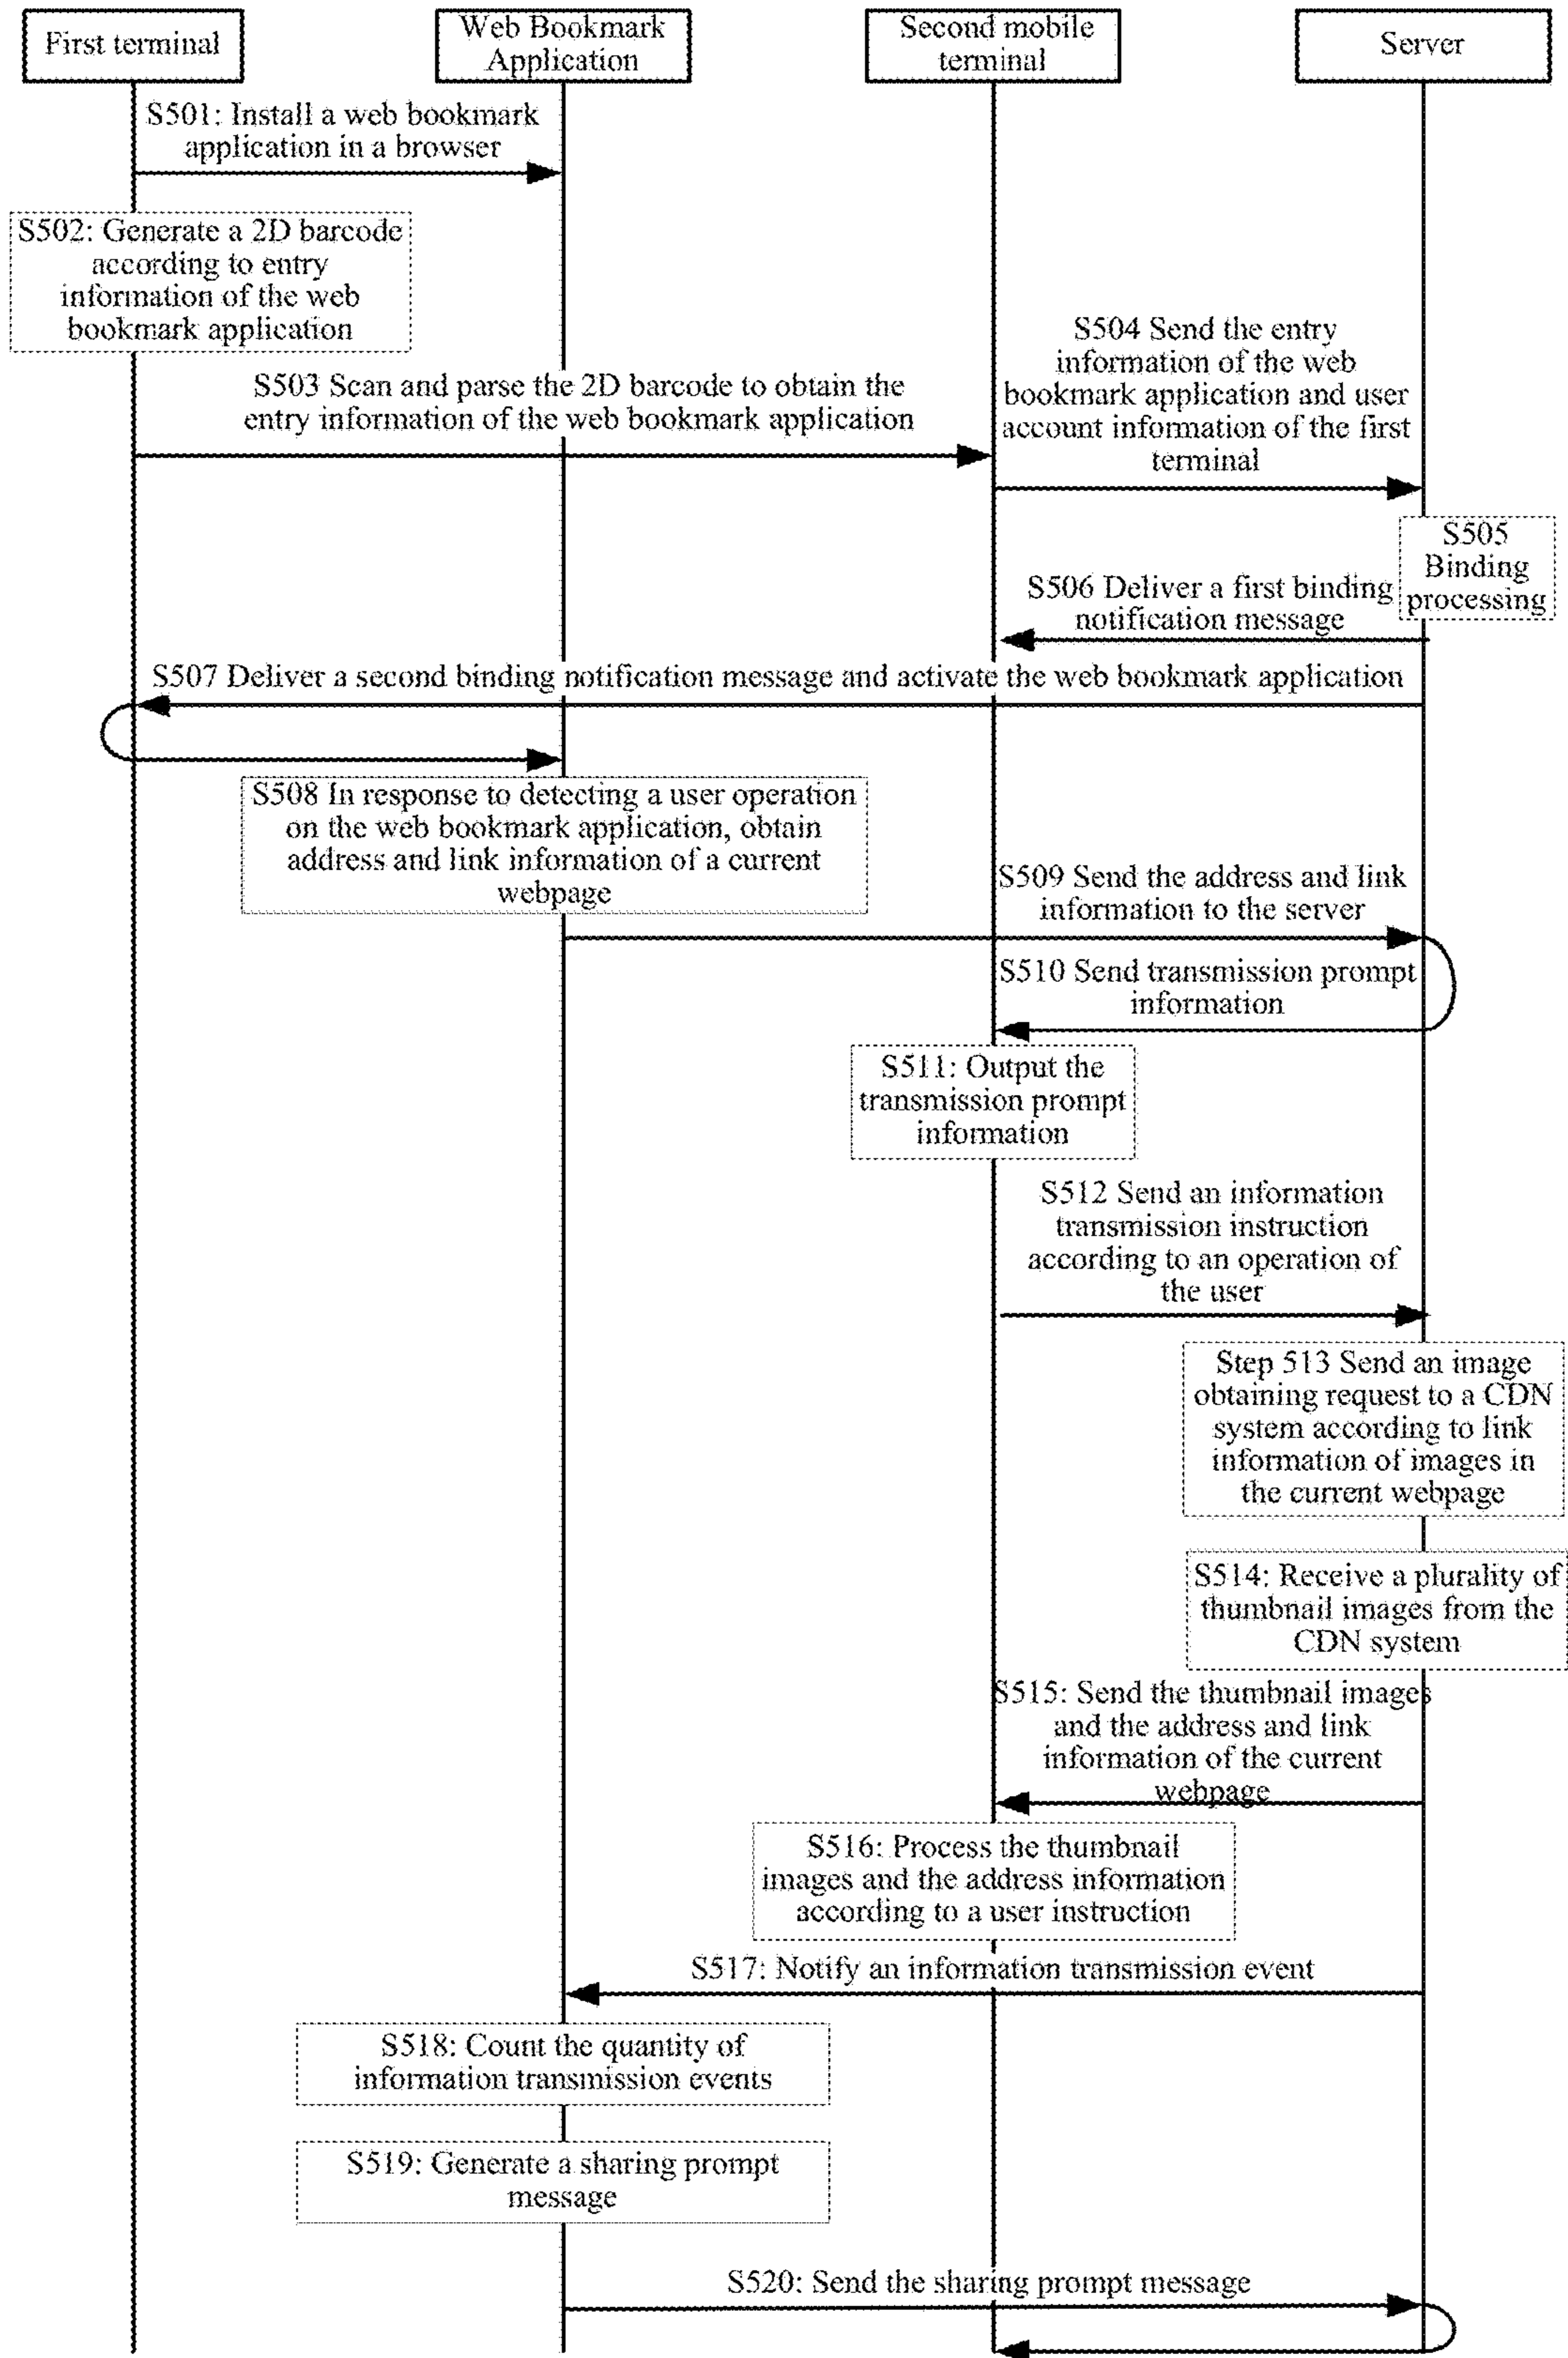 First terminal
Web Bookmark
Application
Second mobile
terminal
Server
S501: Install a web bookmark
application in a browser
S502: Generate a 2D barcode
according to entry
information of the web
bookmark application
S503 Scan and parse the 2D barcode to obtain the
entry information of the web bookmark application
S504 Send the entry
information of the web
bookmark application and user
account information of the first
terminal
S505
Binding
processing
S506 Deliver a first binding
notification message
S507 Deliver a second binding notification message and activate the web bookmark application
S508 In response to detecting a user operation
on the web bookmark application, obtain
address and link information of a current
webpage
S509 Send the address and link
information to the server
S510 Send transmission prompt
information
S511: Output the
transmission prompt
information
S512 Send an information
transmission instruction
according to an operation of
the user
Step 513 Send an image
obtaining request to a CDN
system according to link
information of images in
the current webpage
S514: Receive a plurality of
thumbnail images from the
CDN system
S515: Send the thumbnail images
and the address and link
information of the current
webpage
S516: Process the thumbnail
images and the address information
according to a user instruction
S517: Notify an information transmission event
S518: Count the quantity of
information transmission events
S519: Generate a sharing prompt
message
S520: Send the sharing prompt message